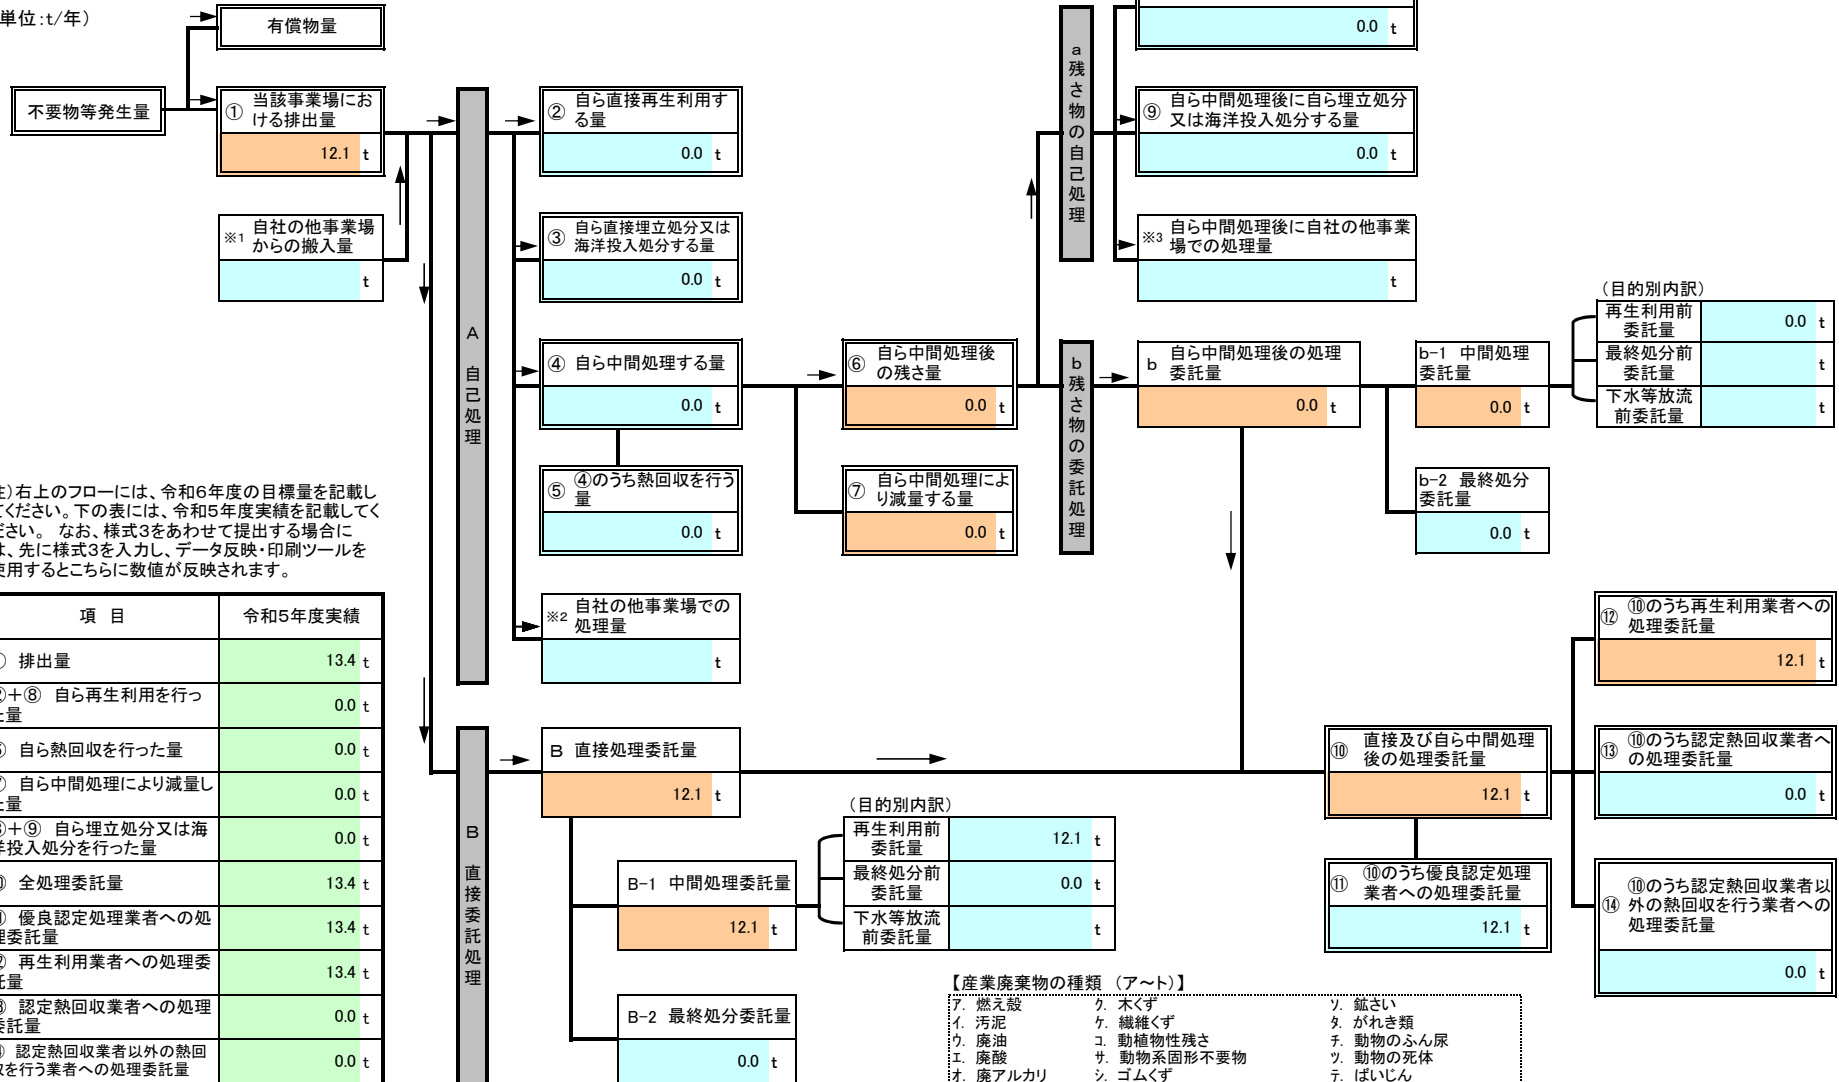 単位:t/年）
有償物量
不要物等発生量
① 当該事業場にお
ける排出量
12.1 t
※1 自社の他事業場
からの搬入量
t
A 自己処理
② 自ら直接再生利用す
る量
0.0 t
③ 自ら直接埋立処分又は
海洋投入処分する量
0.0 t
④ 自ら中間処理する量
0.0 t
⑤ ④のうち熱回収を行う
量
0.0 t
※2 自社の他事業場での
処理量
t
⑥ 自ら中間処理後
の残さ量
0.0 t
⑦ 自ら中間処理によ
り減量する量
0.0 t
a残さ物の自己処理
0.0 t
⑨ 自ら中間処理後に自ら埋立処分
又は海洋投入処分する量
0.0 t
※3 自ら中間処理後に自社の他事業
場での処理量
t
b残さ物の委託処理
b 自ら中間処理後の処理
委託量
0.0 t
b-1 中間処理
委託量
0.0 t
b-2 最終処分
委託量
0.0 t
（目的別内訳）
再生利用前
委託量
0.0 t
最終処分前
委託量
t
下水等放流
前委託量
t
)右上のフローには、令和6年度の目標量を記載し
ください。下の表には、令和5年度実績を記載してく
ださい。 なお、様式3をあわせて提出する場合に
、先に様式3を入力し、データ反映・印刷ツールを
使用するとこちらに数値が反映されます。
項 目 令和5年度実績
排出量 13.4 t
+⑧ 自ら再生利用を行っ
量
0.0 t
自ら熱回収を行った量 0.0 t
自ら中間処理により減量し
量
0.0 t
+⑨ 自ら埋立処分又は海
洋投入処分を行った量
0.0 t
全処理委託量 13.4 t
優良認定処理業者への処
理委託量
13.4 t
再生利用業者への処理委
託量
13.4 t
認定熱回収業者への処理
委託量
0.0 t
認定熱回収業者以外の熱回
収を行う業者への処理委託量
0.0 t
B 直接委託処理
B 直接処理委託量
12.1 t
B-1 中間処理委託量
12.1 t
B-2 最終処分委託量
0.0 t
（目的別内訳）
再生利用前
委託量
12.1 t
最終処分前
委託量
0.0 t
下水等放流
前委託量
t
⑩ 直接及び自ら中間処理
後の処理委託量
12.1 t
⑪ ⑩のうち優良認定処理
業者への処理委託量
12.1 t
⑫ ⑩のうち再生利用業者への
処理委託量
12.1 t
⑬ ⑩のうち認定熱回収業者へ
の処理委託量
0.0 t
⑭ ⑩のうち認定熱回収業者以
外の熱回収を行う業者への
処理委託量
0.0 t
【産業廃棄物の種類 （ア～ト）】
ア. 燃え殻 ク. 木くず ソ. 鉱さい
イ. 汚泥 ケ. 繊維くず タ. がれき類
ウ. 廃油 コ. 動植物性残さ チ. 動物のふん尿
エ. 廃酸 サ. 動物系固形不要物 ツ. 動物の死体
オ. 廃アルカリ シ. ゴムくず テ. ばいじん